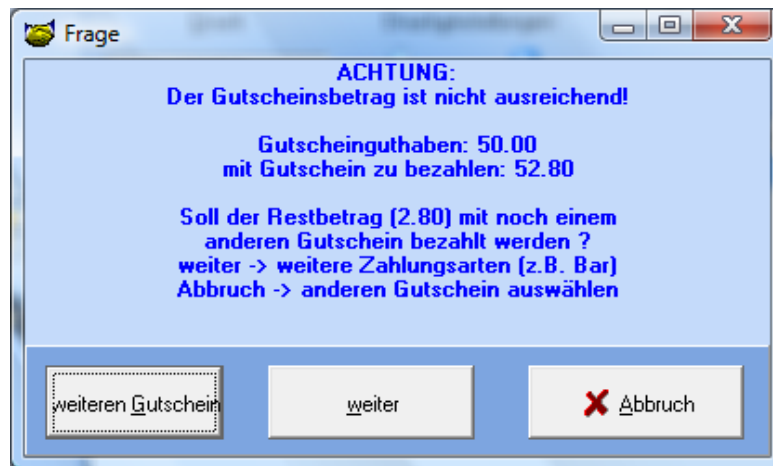 Frage
ACHTUNG:
Der Gutscheinsbetrag ist nicht ausreichend!
Gutscheinguthaben: 50.00
mit Gutschein zu bezahlen: 52.80
Soll der Restbetrag (2.80) mit noch einem
anderen Gutschein bezahlt werden ?
weiter -> weitere Zahlungsarten (z.B. Bar)
Abbruch -> anderen Gutschein auswählen
weiteren Gutschein
weiter
Abbruch